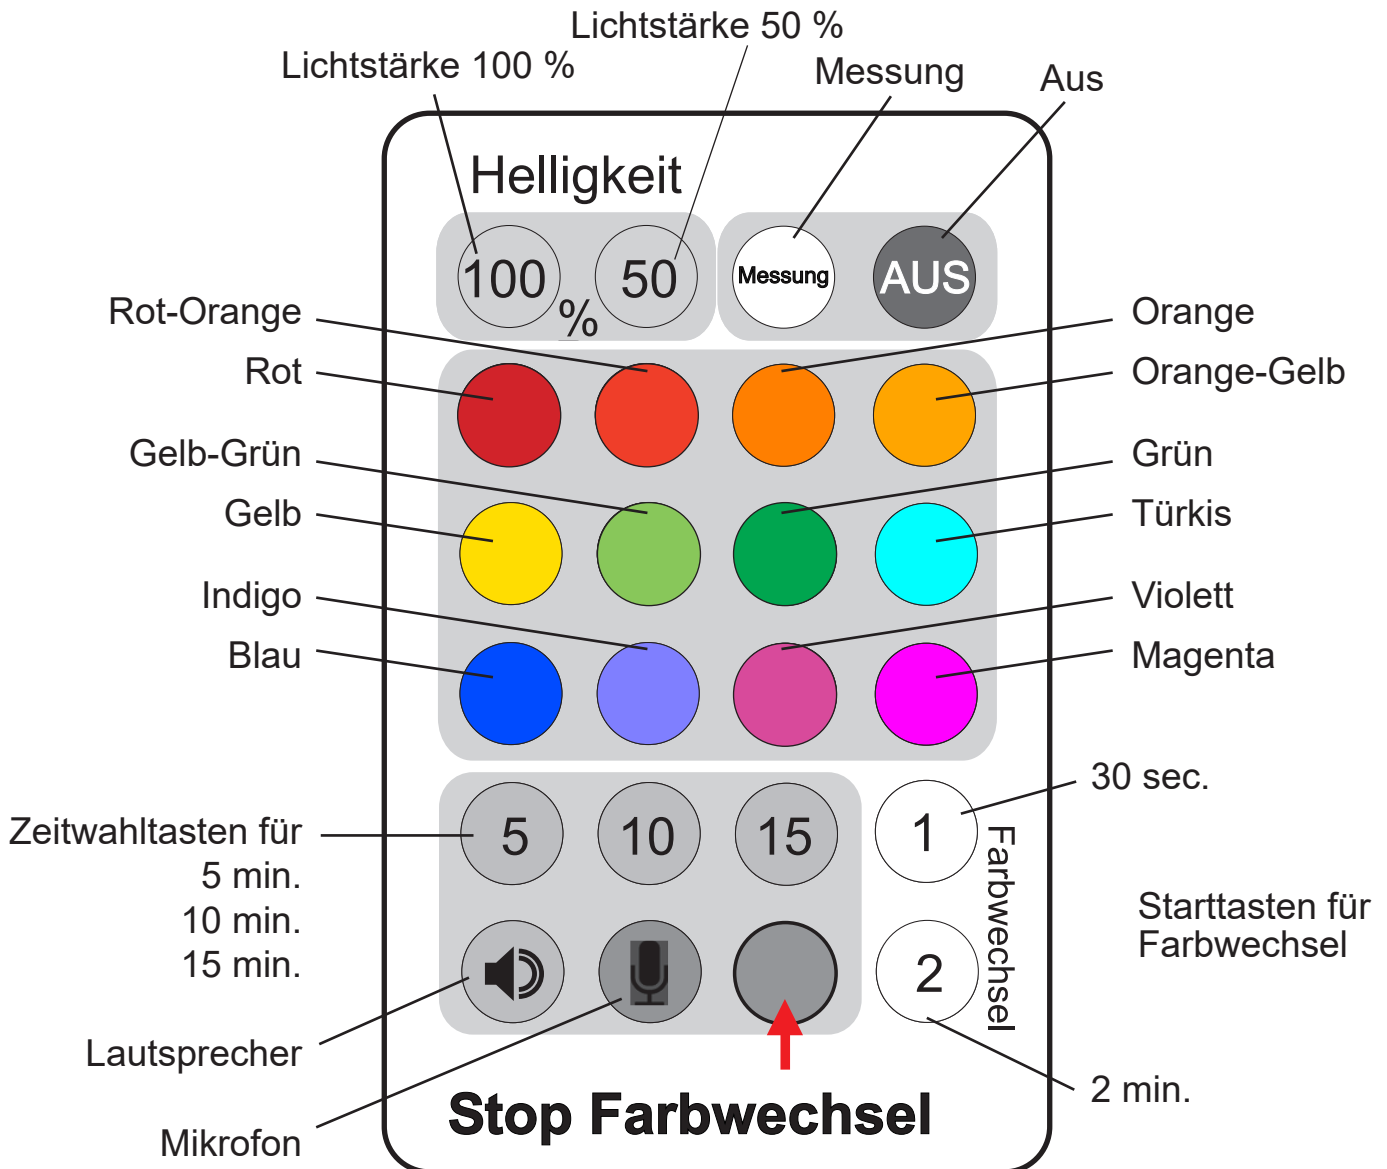 Lichtstärke 50 %
Lichtstärke 100 %
Messung
Aus
Helligkeit
100
%
50
Messung
AUS
Rot-Orange
Orange
Rot
Orange-Gelb
Gelb-Grün
Grün
Gelb
Türkis
Indigo
Violett
Blau
Magenta
30 sec.
Zeitwahltasten für
5 min.
10 min.
15 min.
5
10
15
1
2
Farbwechsel
Starttasten für
Farbwechsel
Lautsprecher
2 min.
Stop Farbwechsel
Mikrofon